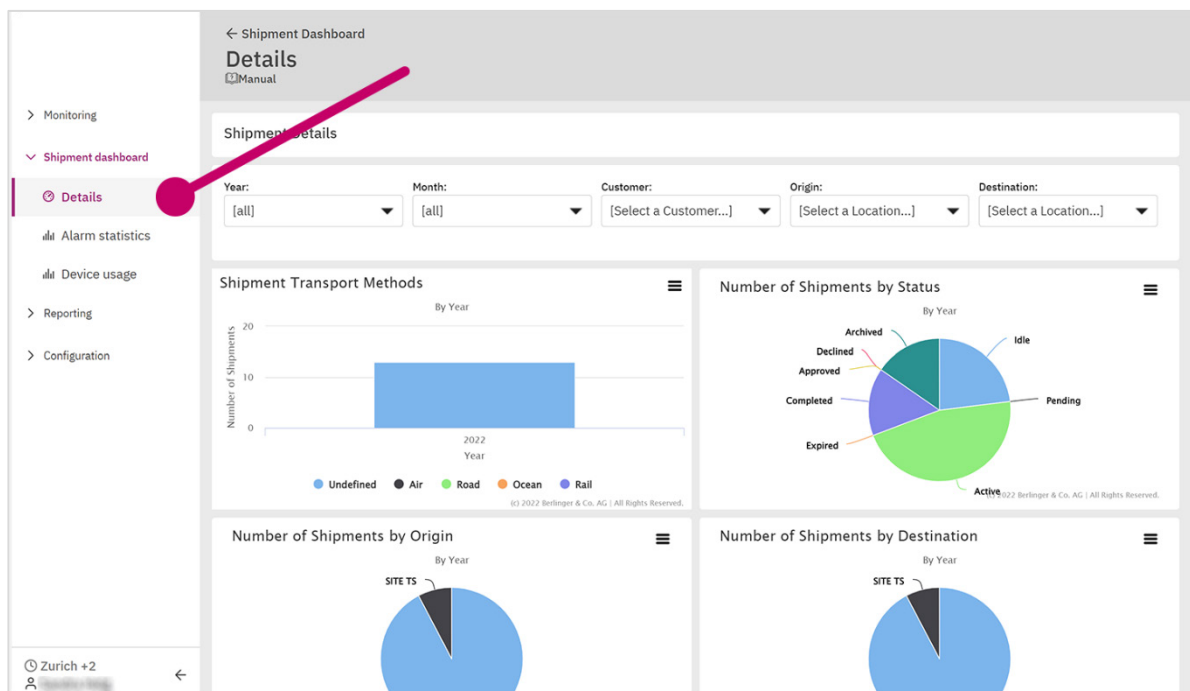 Shipment Dashboard
Details
Manual
Monitoring
Shipment dashboard
Details
Alarm statistics
Device usage
Reporting
Configuration
Zurich +2
Shipment Details
Year: Month: Customer: Origin: Destination:
[all] [all] [Select a Customer...] [Select a Location...] [Select a Location...]
Shipment Transport Methods
By Year
Number of Shipments
20
10
0
2022
Year
Undefined Air Road Ocean Rail
(c) 2022 Berlinger & Co. AG | All Rights Reserved.
Number of Shipments by Status
By Year
Archived
Idle
Declined
Approved
Completed
Pending
Expired
Active
2022 Berlinger & Co. AG | All Rights Reserved.
Number of Shipments by Origin
By Year
SITE TS
Number of Shipments by Destination
By Year
SITE TS